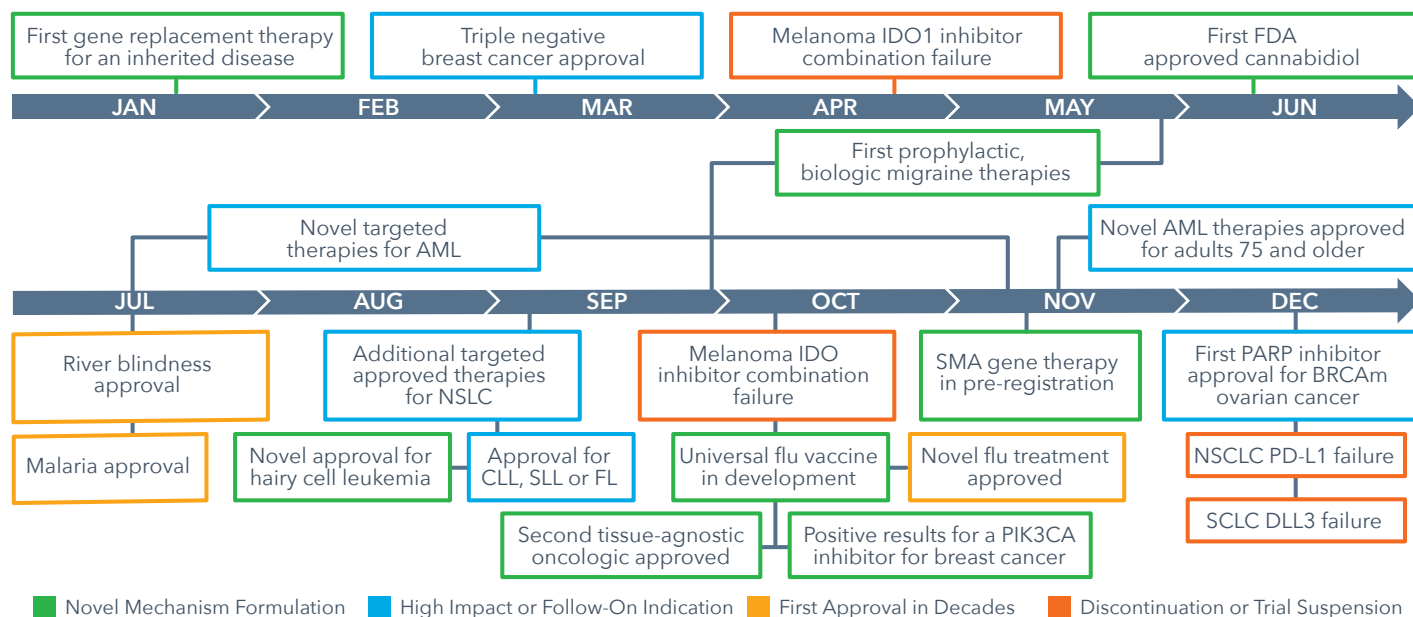 First gene replacement therapy
for an inherited disease
Triple negative
breast cancer approval
Melanoma IDO1 inhibitor
combination failure
First FDA
approved cannabidiol
JAN
FEB
MAR
APR
MAY
JUN
First prophylactic,
biologic migraine therapies
Novel targeted
therapies for AML
Novel AML therapies approved
for adults 75 and older
JUL
AUG
SEP
OCT
NOV
DEC
River blindness
approval
Additional targeted
approved therapies
for NSCLC
Melanoma IDO
inhibitor combination
failure
SMA gene therapy
in pre-registration
First PARP inhibitor
approval for BRCAm
ovarian cancer
Malaria approval
Novel approval for
hairy cell leukemia
Approval for
CLL, SLL or FL
Universal flu vaccine
in development
Novel flu treatment
approved
NSCLC PD-L1 failure
SCLC DLL3 failure
Second tissue-agnostic
oncologic approved
Positive results for a PIK3CA
inhibitor for breast cancer
Novel Mechanism Formulation
High Impact or Follow-On Indication
First Approval in Decades
Discontinuation or Trial Suspension